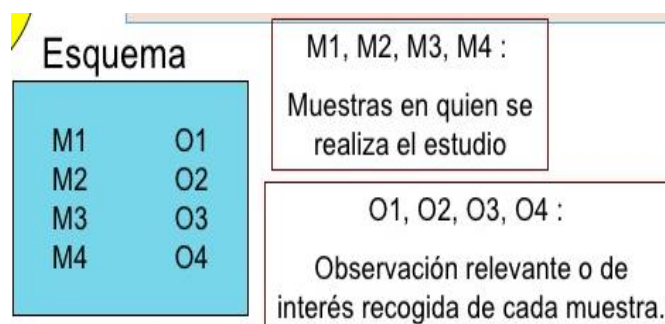 Esquema
M1 O1
M2 O2
M3 O3
M4 O4
M1, M2, M3, M4 :
Muestras en quien se
realiza el estudio
O1, O2, O3, O4 :
Observación relevante o de
interés recogida de cada muestra.